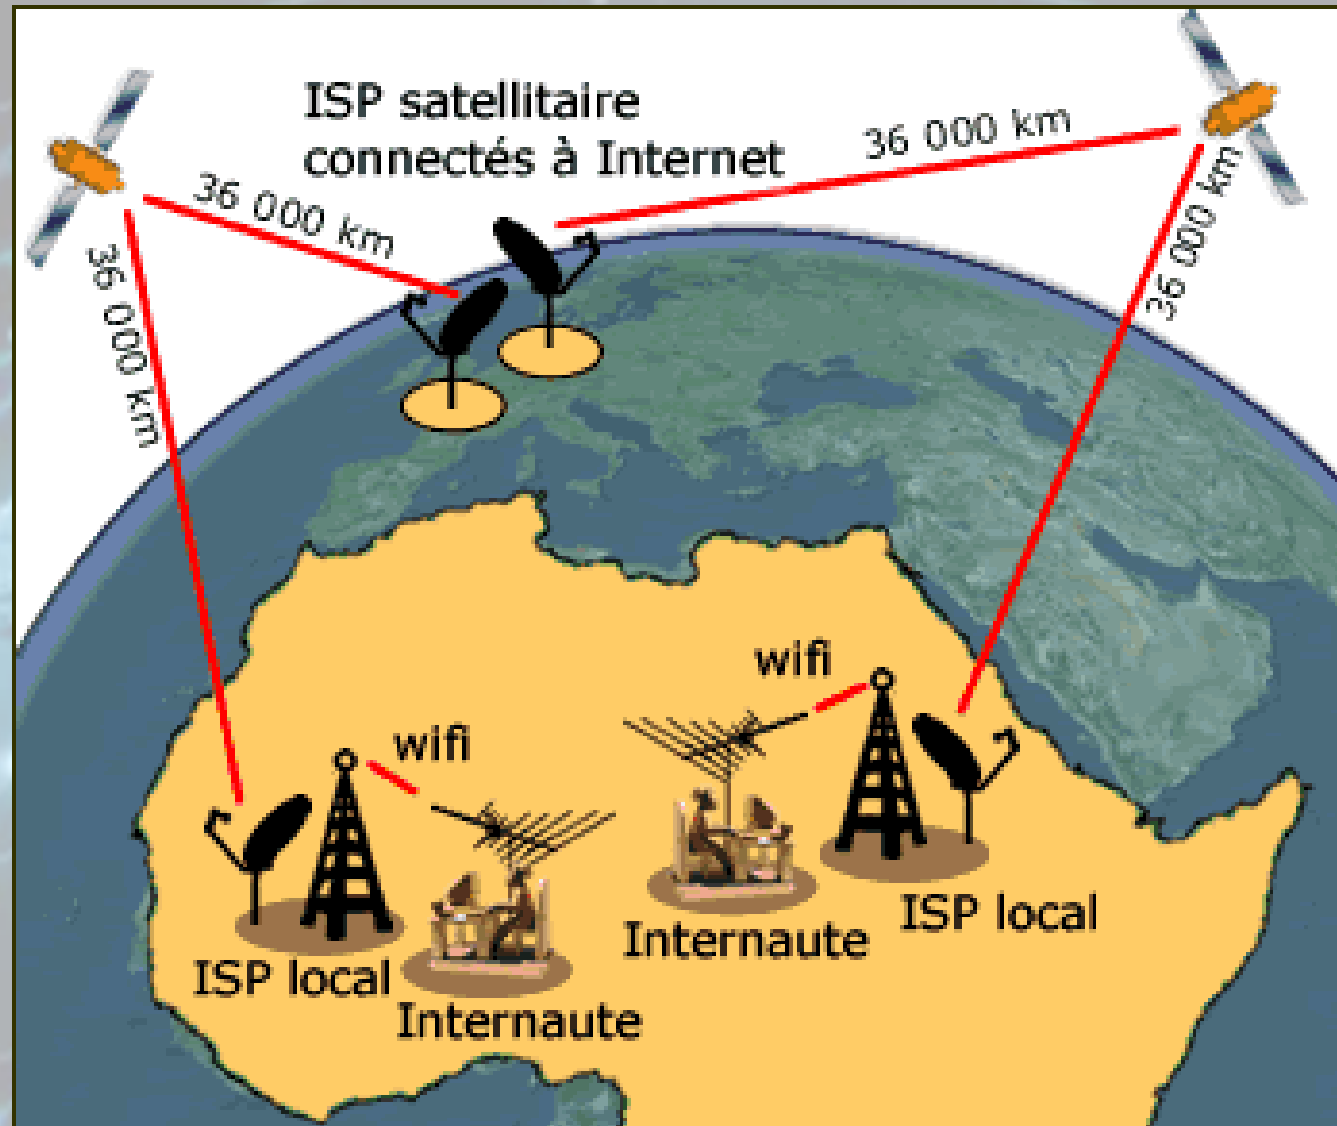 ISP satellitaire
connectés à Internet
36 000 km
36 000 km
36 000 km
36 000 km
wifi
wifi
ISP local
Internaute
Internaute
ISP local